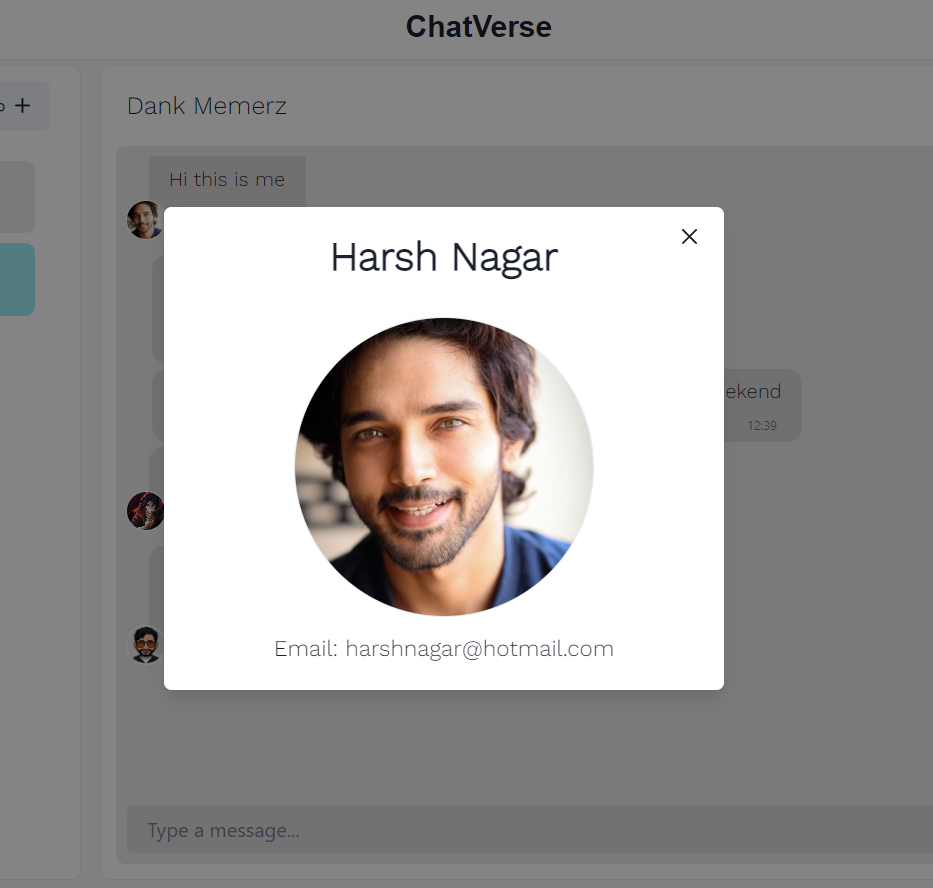 ChatVerse
Dank Memerz
Hi this is me
Harsh Nagar
ekend
12:39
Email: harshnagar@hotmail.com
Type a message...